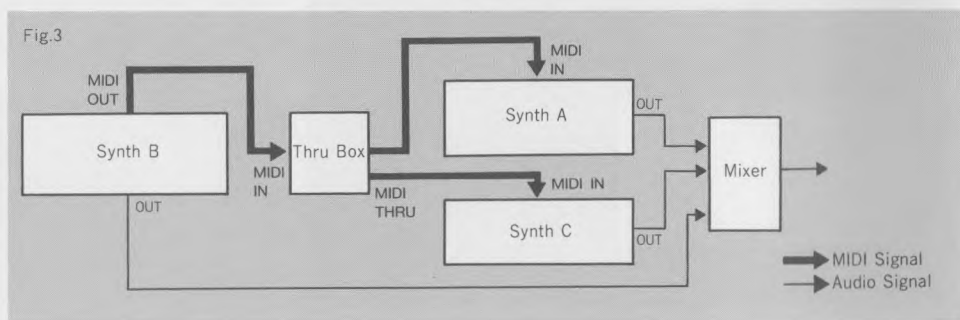 Fig.3
MIDI
OUT
Synth B
OUT
MIDI
IN
Thru Box
MIDI
THRU
MIDI
IN
Synth A
OUT
MIDI IN
Synth C
OUT
Mixer
MIDI Signal
Audio Signal